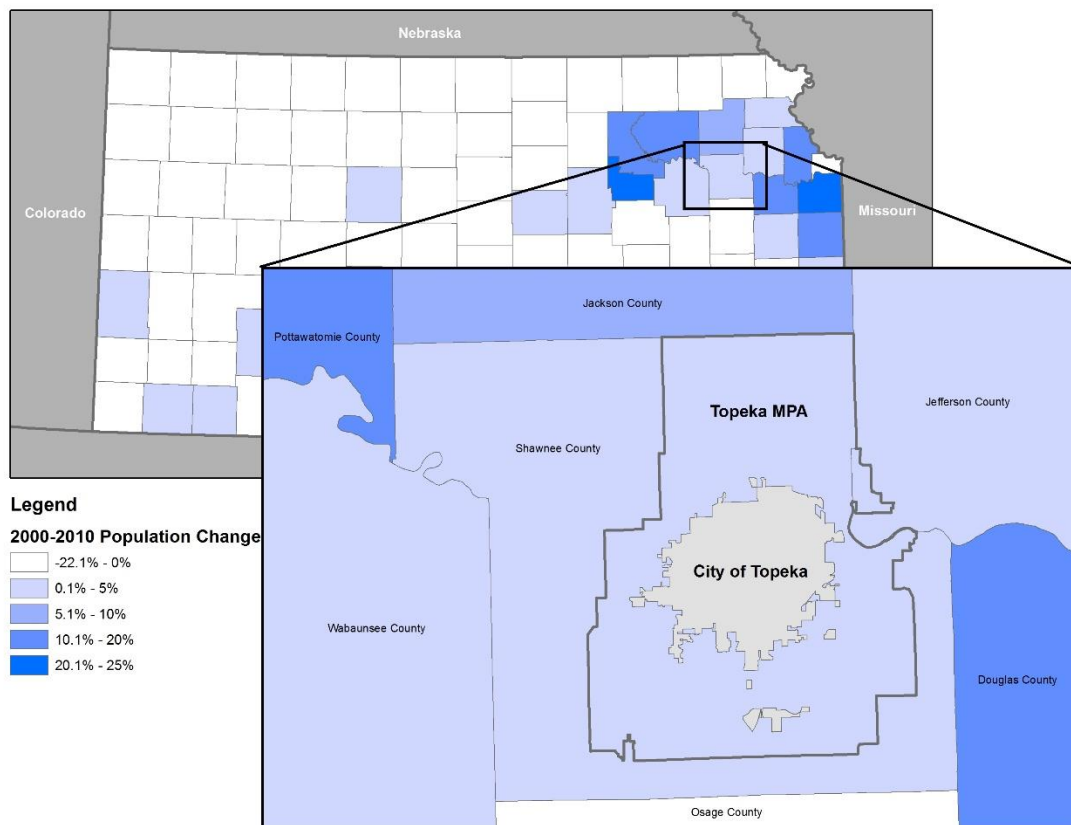 Nebraska
Colorado
Missouri
Jackson County
Pottawatomie County
Topeka MPA
Jefferson County
Shawnee County
City of Topeka
Wabaunsee County
Douglas County
Osage County
Legend
2000-2010 Population Change
-22.1% - 0%
0.1% - 5%
5.1% - 10%
10.1% - 20%
20.1% - 25%